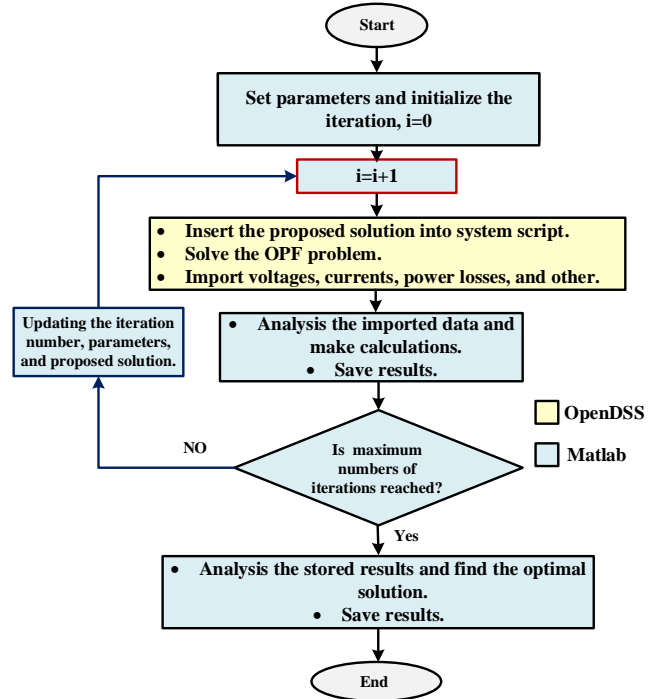 Start
Set parameters and initialize the
iteration, i=0
i=i+1
• Insert the proposed solution into system script.
• Solve the OPF problem.
• Import voltages, currents, power losses, and other.
Updating the iteration
number, parameters,
and proposed solution.
• Analysis the imported data and
make calculations.
• Save results.
OpenDSS
Matlab
NO
Is maximum
numbers of
iterations reached?
Yes
• Analysis the stored results and find the optimal
solution.
• Save results.
End